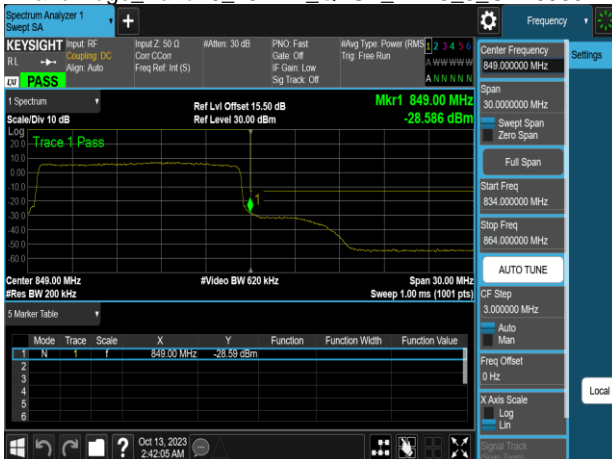 Spectrum Analyzer 1
Swept SA
+
Frequency
KEYSIGHT
RL
LXI
PASS
Input: RF
Coupling: DC
Align: Auto
Input Z: 50 Ω
Corr CCorr
Freq Ref: Int (S)
#Atten: 30 dB
PNO: Fast
Gate: Off
IF Gain: Low
Sig Track: Off
#Avg Type: Power (RMS
Trig: Free Run
1 2 3 4 5 6
A W W W W W
A N N N N N
1 Spectrum
Scale/Div 10 dB
Ref Lvl Offset 15.50 dB
Ref Level 30.00 dBm
Mkr1 849.00 MHz
-28.586 dBm
Log
Trace 1 Pass
20.0
10.0
0.00
-10.0
-20.0
-30.0
-40.0
-50.0
-60.0
1
Center 849.00 MHz
#Res BW 200 kHz
#Video BW 620 kHz
Span 30.00 MHz
Sweep 1.00 ms (1001 pts)
5 Marker Table
Mode Trace Scale X Y Function Function Width Function Value
1 N 1 f 849.00 MHz -28.59 dBm
2
3
4
5
6
Center Frequency
849.000000 MHz
Settings
Span
30.0000000 MHz
Swept Span
Zero Span
Full Span
Start Freq
834.000000 MHz
Stop Freq
864.000000 MHz
AUTO TUNE
CF Step
3.000000 MHz
Auto
Man
Freq Offset
0 Hz
Local
X Axis Scale
Log
Lin
Signal Track
(Span Zoom)
?
Oct 13, 2023
2:42:05 AM